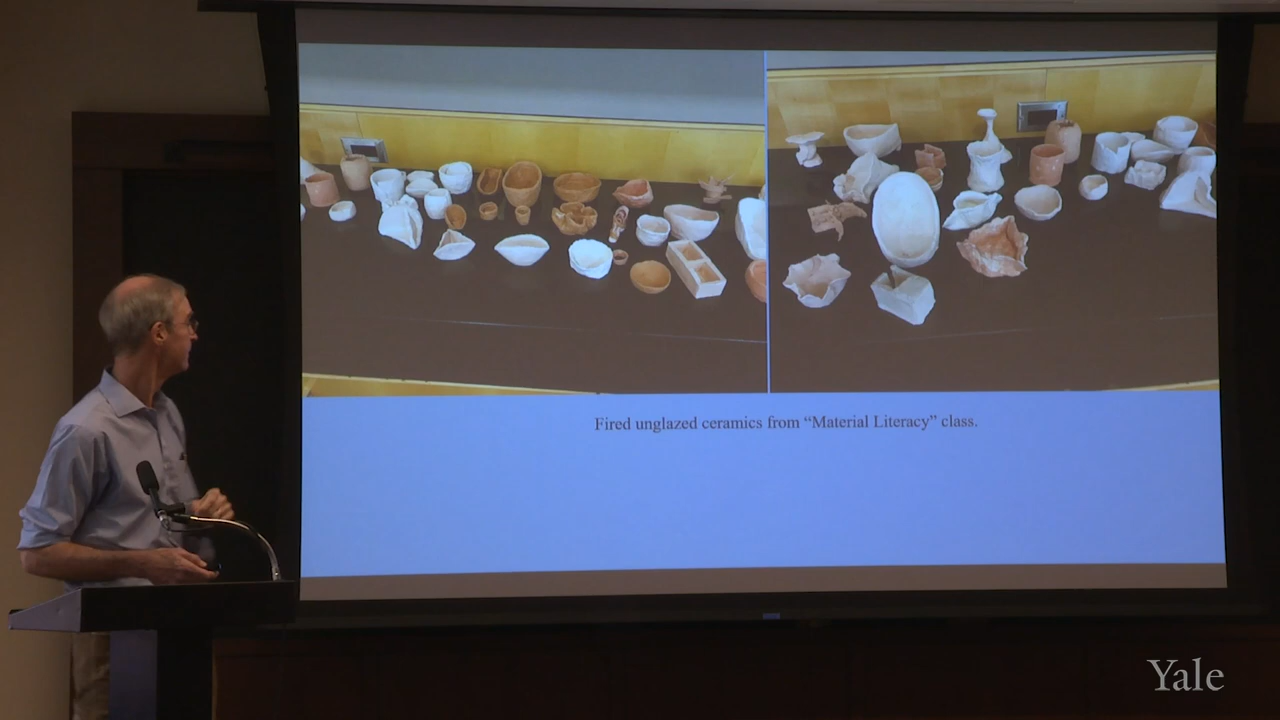 Fired unglazed ceramics from “Material Literacy” class.
Yale